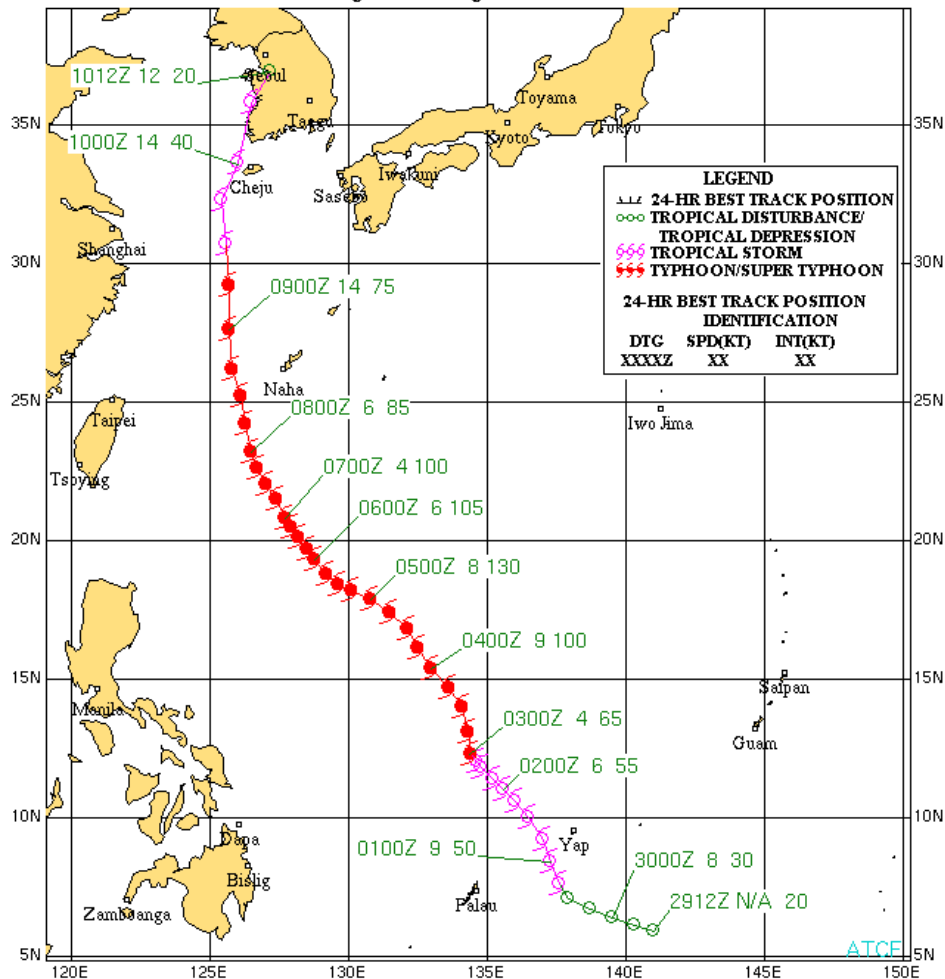 1012Z 12 20
Seoul
Toyama
35N
Taegu
Kyoto
Tokyo
35N
1000Z 14 40
Cheju
Iwakuni
Sasebo
LEGEND
24-HR BEST TRACK POSITION
TROPICAL DISTURBANCE/
TROPICAL DEPRESSION
TROPICAL STORM
TYPHOON/SUPER TYPHOON
24-HR BEST TRACK POSITION
IDENTIFICATION
DTG SPD(KT) INT(KT)
XXXXZ XX XX
Shanghai
30N
30N
0900Z 14 75
Naha
25N
Taipei
0800Z 6 85
Iwo Jima
25N
Tsoying
0700Z 4 100
0600Z 6 105
20N
20N
0500Z 8 130
0400Z 9 100
15N
Manila
Saipan
15N
0300Z 4 65
Guam
0200Z 6 55
10N
Dapa
Yap
10N
0100Z 9 50
3000Z 8 30
Bislig
Zamboanga
Palau
2912Z N/A 20
5N
ATCF
5N
120E 125E 130E 135E 140E 145E 150E